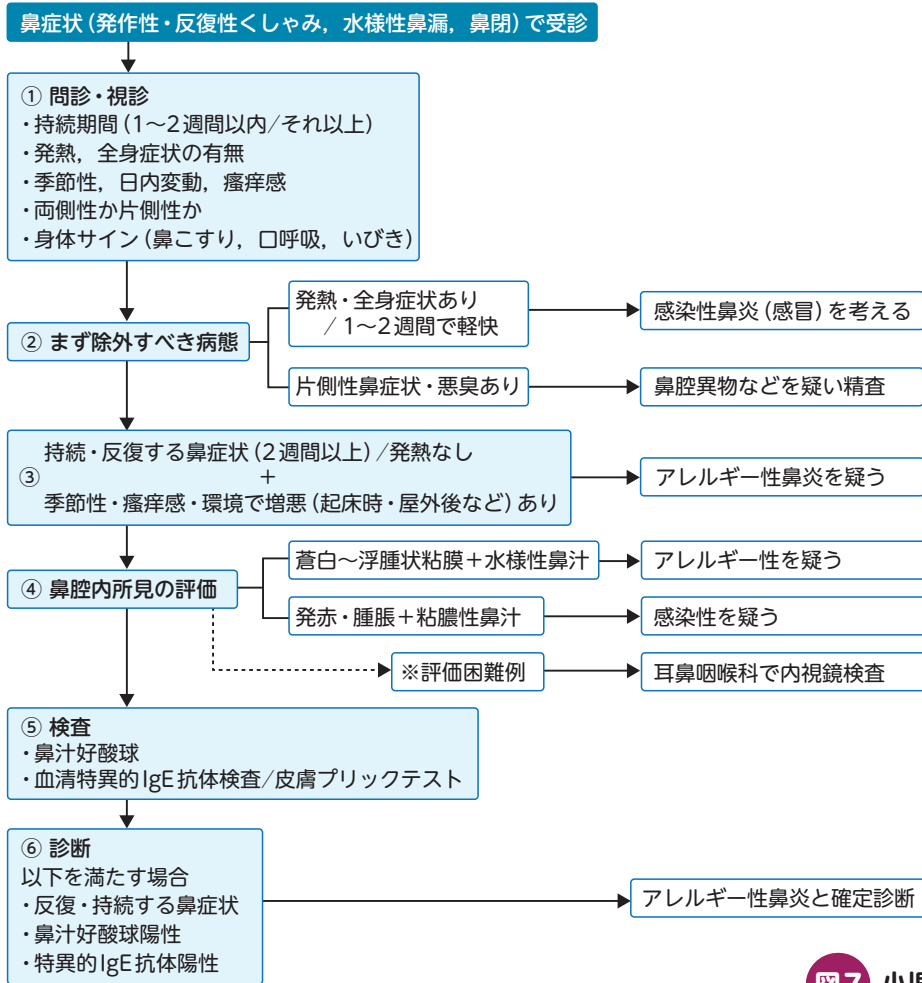 鼻症状(発作性・反復性くしゃみ，水様性鼻漏，鼻閉)で受診
① 問診・視診
・持続期間(1～2週間以内/それ以上)
・発熱，全身症状の有無
・季節性，日内変動，瘙痒感
・両側性か片側性か
・身体サイン(鼻こすり，口呼吸，いびき)
② まず除外すべき病態
発熱・全身症状あり
/1～2週間で軽快
感染性鼻炎(感冒)を考える
片側性鼻症状・悪臭あり
鼻腔異物などを疑い精査
③
持続・反復する鼻症状(2週間以上)/発熱なし
+
季節性・瘙痒感・環境で増悪(起床時・屋外後など)あり
アレルギー性鼻炎を疑う
④ 鼻腔内所見の評価
蒼白～浮腫状粘膜＋水様性鼻汁
アレルギー性を疑う
発赤・腫脹＋粘膿性鼻汁
感染性を疑う
※評価困難例
耳鼻咽喉科で内視鏡検査
⑤ 検査
・鼻汁好酸球
・血清特異的IgE抗体検査/皮膚プリックテスト
⑥ 診断
以下を満たす場合
・反復・持続する鼻症状
・鼻汁好酸球陽性
・特異的IgE抗体陽性
アレルギー性鼻炎と確定診断
図7 小